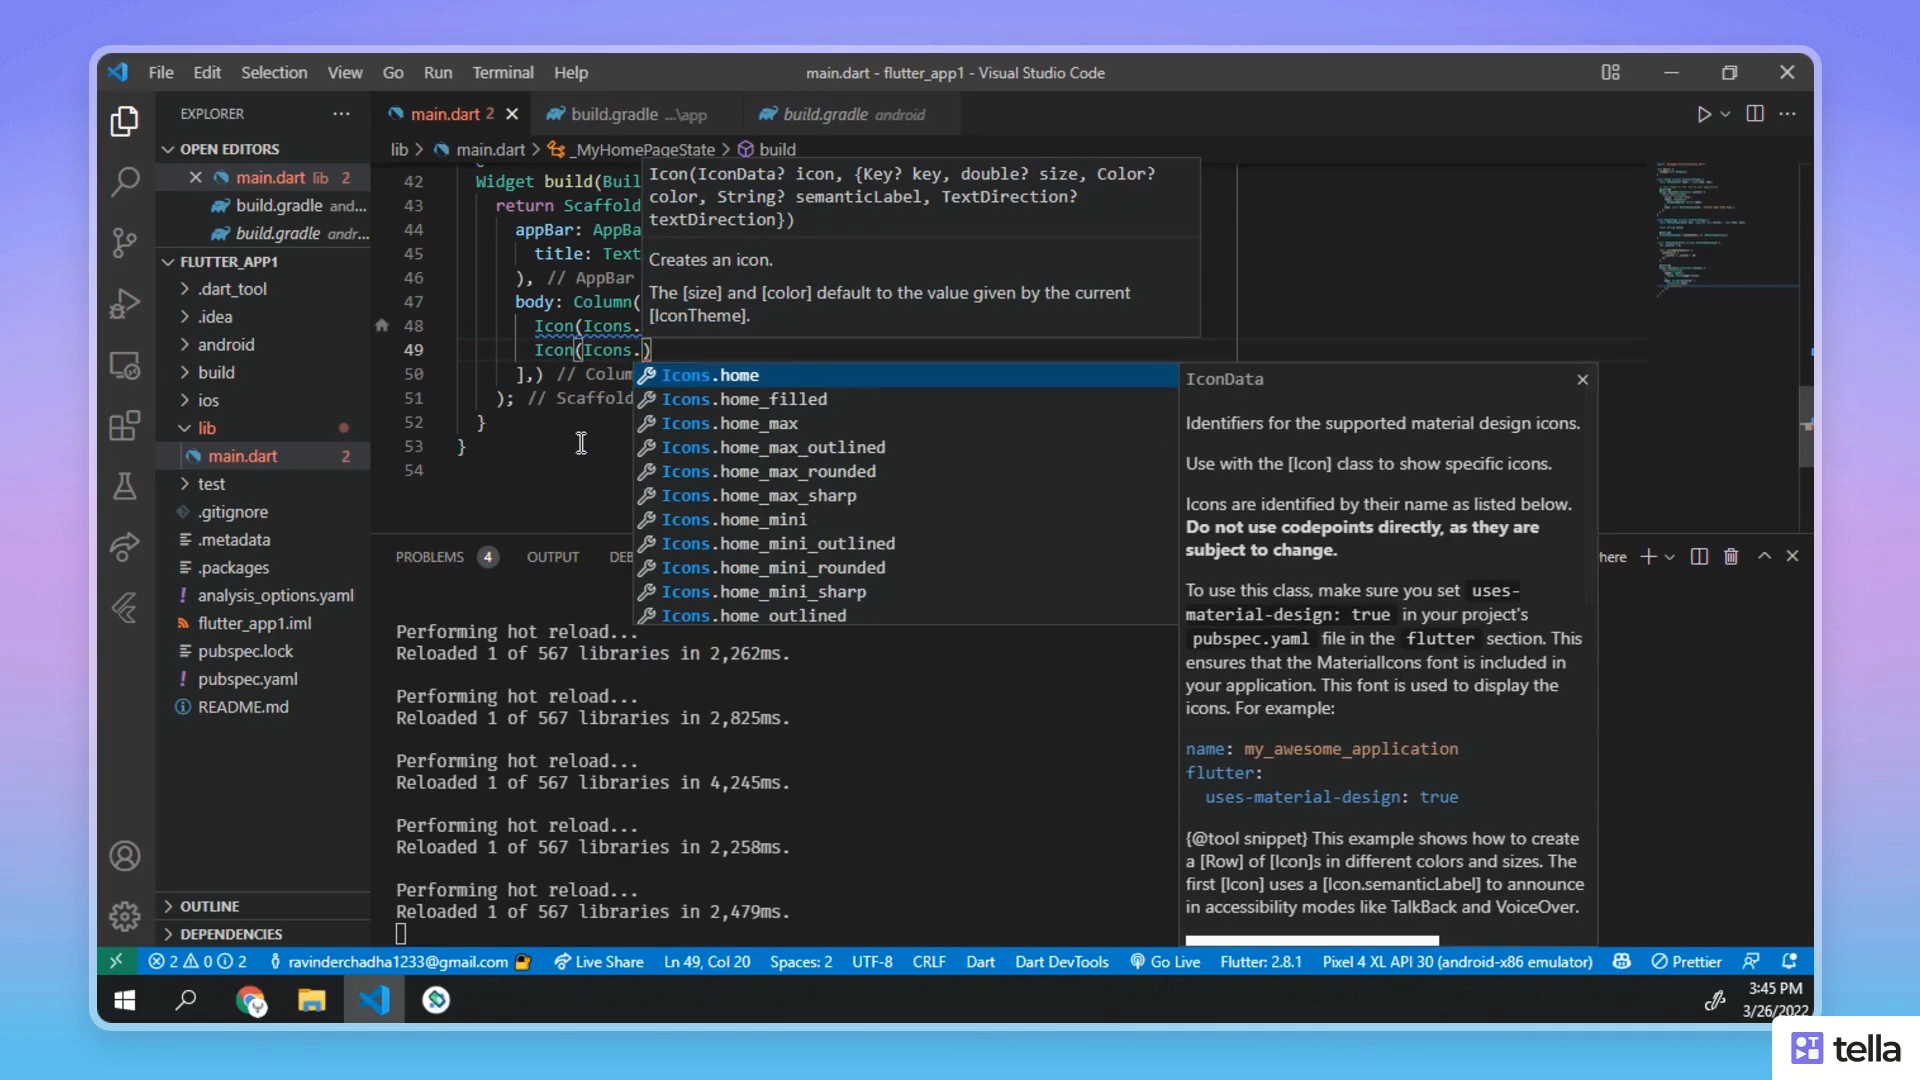 File Edit Selection View Go Run Terminal Help
main.dart - flutter_app1 - Visual Studio Code
EXPLORER
main.dart 2
build.gradle ...\app
build.gradle android
OPEN EDITORS
main.dart lib 2
build.gradle and...
build.gradle andr...
FLUTTER_APP1
.dart_tool
.idea
android
build
ios
lib
main.dart 2
test
.gitignore
.metadata
.packages
analysis_options.yaml
flutter_app1.iml
pubspec.lock
pubspec.yaml
README.md
OUTLINE
DEPENDENCIES
lib > main.dart > _MyHomePageState > build
42 Widget build(Buil
43 return Scaffold
44 appBar: AppBa
45 title: Text
46 ), // AppBar
47 body: Column(
48 Icon(Icons.
49 Icon(Icons.)
50 ],) // Colum
51 ); // Scaffold
52 }
53 }
54
Icon(IconData? icon, {Key? key, double? size, Color?
color, String? semanticLabel, TextDirection?
textDirection})
Creates an icon.
The [size] and [color] default to the value given by the current
[IconTheme].
Icons.home
Icons.home_filled
Icons.home_max
Icons.home_max_outlined
Icons.home_max_rounded
Icons.home_max_sharp
Icons.home_mini
Icons.home_mini_outlined
Icons.home_mini_rounded
Icons.home_mini_sharp
Icons.home_outlined
IconData
Identifiers for the supported material design icons.
Use with the [Icon] class to show specific icons.
Icons are identified by their name as listed below.
Do not use codepoints directly, as they are
subject to change.
To use this class, make sure you set uses-
material-design: true in your project's
pubspec.yaml file in the flutter section. This
ensures that the MaterialIcons font is included in
your application. This font is used to display the
icons. For example:
name: my_awesome_application
flutter:
uses-material-design: true
{@tool snippet} This example shows how to create
a [Row] of [Icon]s in different colors and sizes. The
first [Icon] uses a [Icon.semanticLabel] to announce
in accessibility modes like TalkBack and VoiceOver.
PROBLEMS 4 OUTPUT DEB
here
Performing hot reload...
Reloaded 1 of 567 libraries in 2,262ms.
Performing hot reload...
Reloaded 1 of 567 libraries in 2,825ms.
Performing hot reload...
Reloaded 1 of 567 libraries in 4,245ms.
Performing hot reload...
Reloaded 1 of 567 libraries in 2,258ms.
Performing hot reload...
Reloaded 1 of 567 libraries in 2,479ms.
2 0 2 ravinderchadha1233@gmail.com Live Share Ln 49, Col 20 Spaces: 2 UTF-8 CRLF Dart Dart DevTools Go Live Flutter: 2.8.1 Pixel 4 XL API 30 (android-x86 emulator) Prettier
3:45 PM
3/26/2022
tella